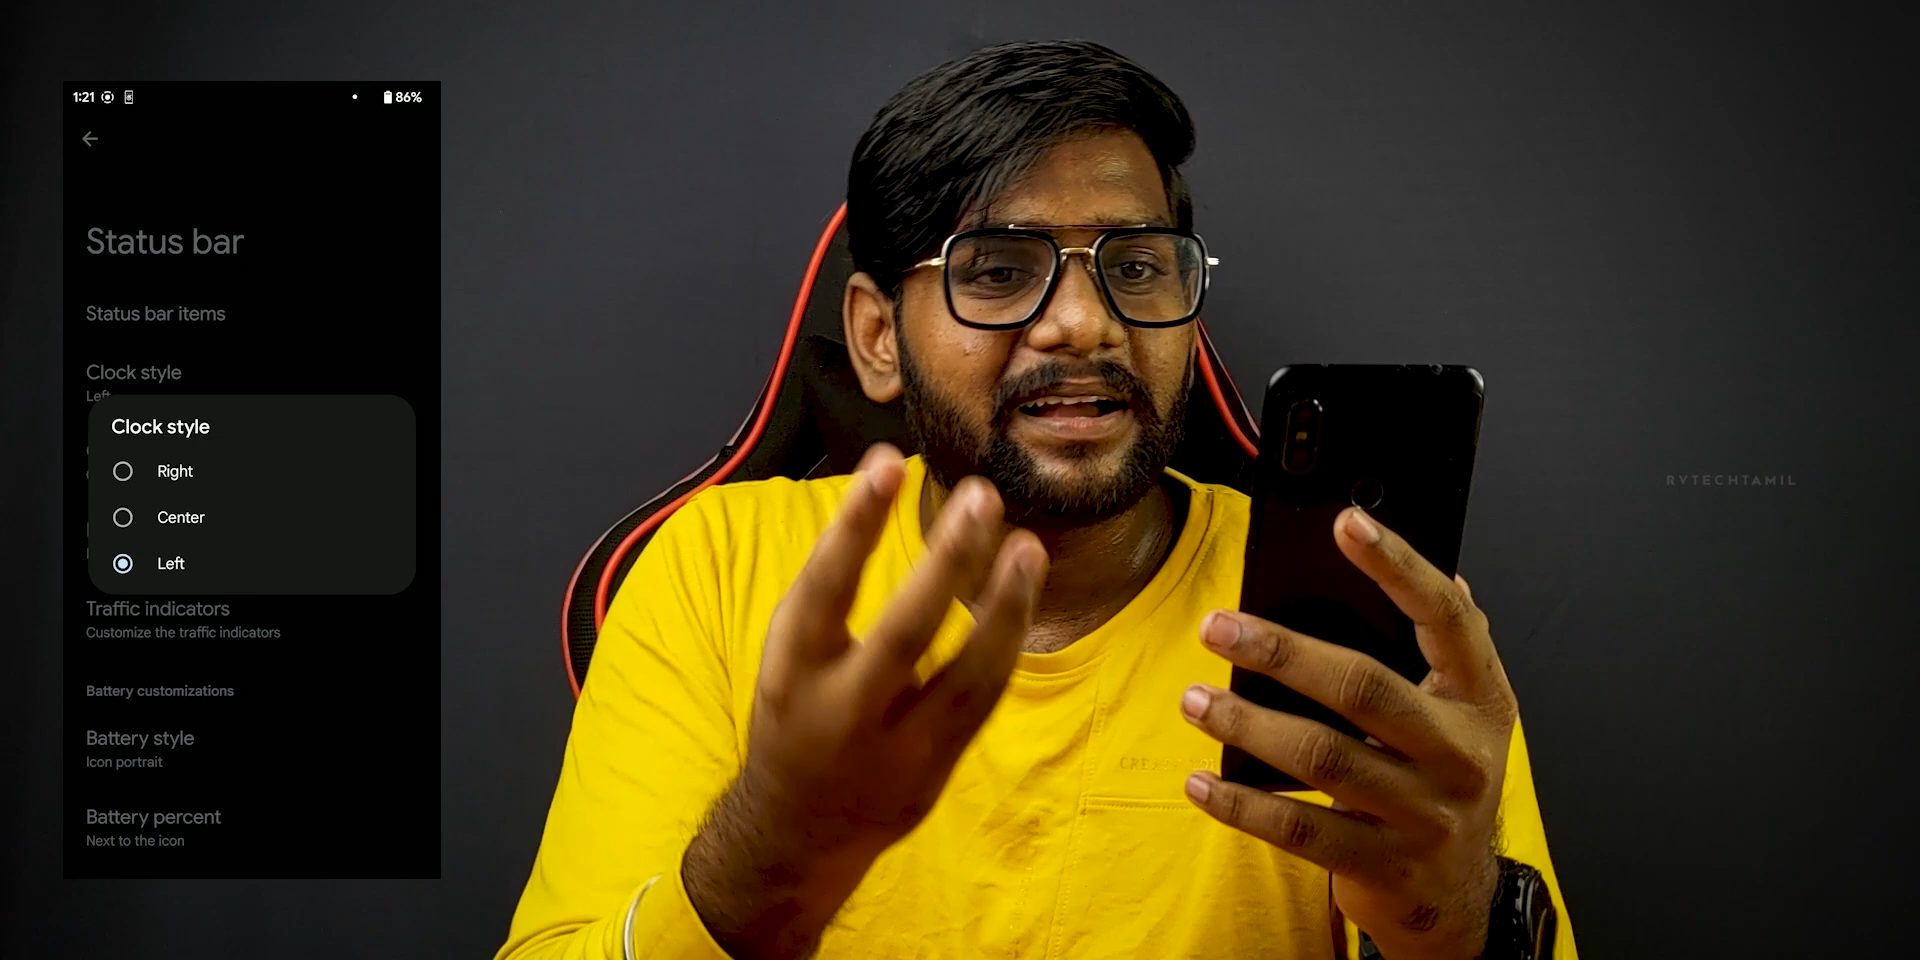 1:21
86%
Status bar
Status bar items
Clock style
Left
Clock style
Right
Center
Left
Traffic indicators
Customize the traffic indicators
Battery customizations
Battery style
Icon portrait
Battery percent
Next to the icon
RVTECHTAMIL